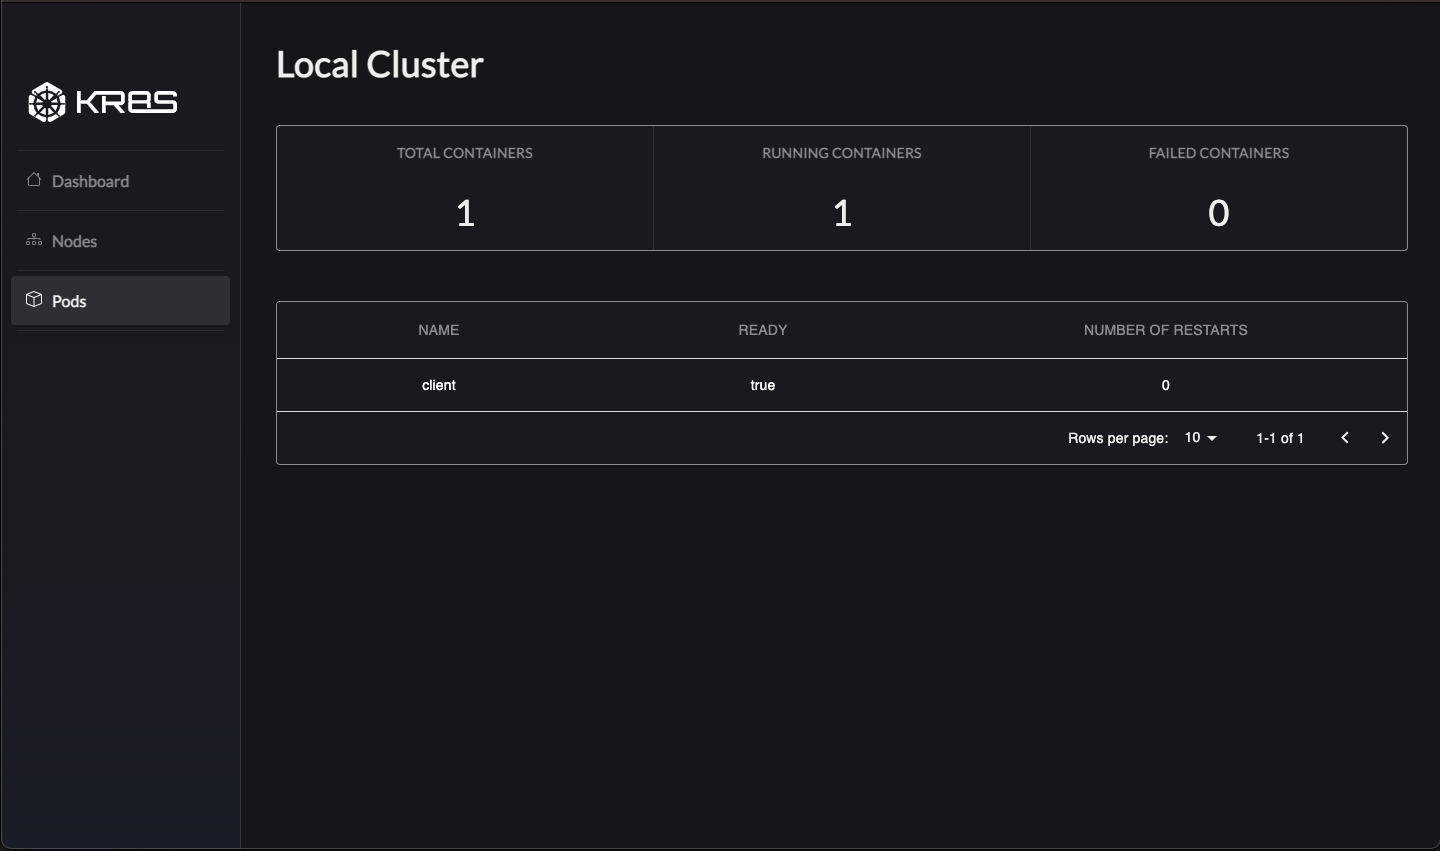 KR8S
Dashboard
Nodes
Pods
Local Cluster
TOTAL CONTAINERS RUNNING CONTAINERS FAILED CONTAINERS
1 1 0
NAME READY NUMBER OF RESTARTS
client true 0
Rows per page: 10 1-1 of 1